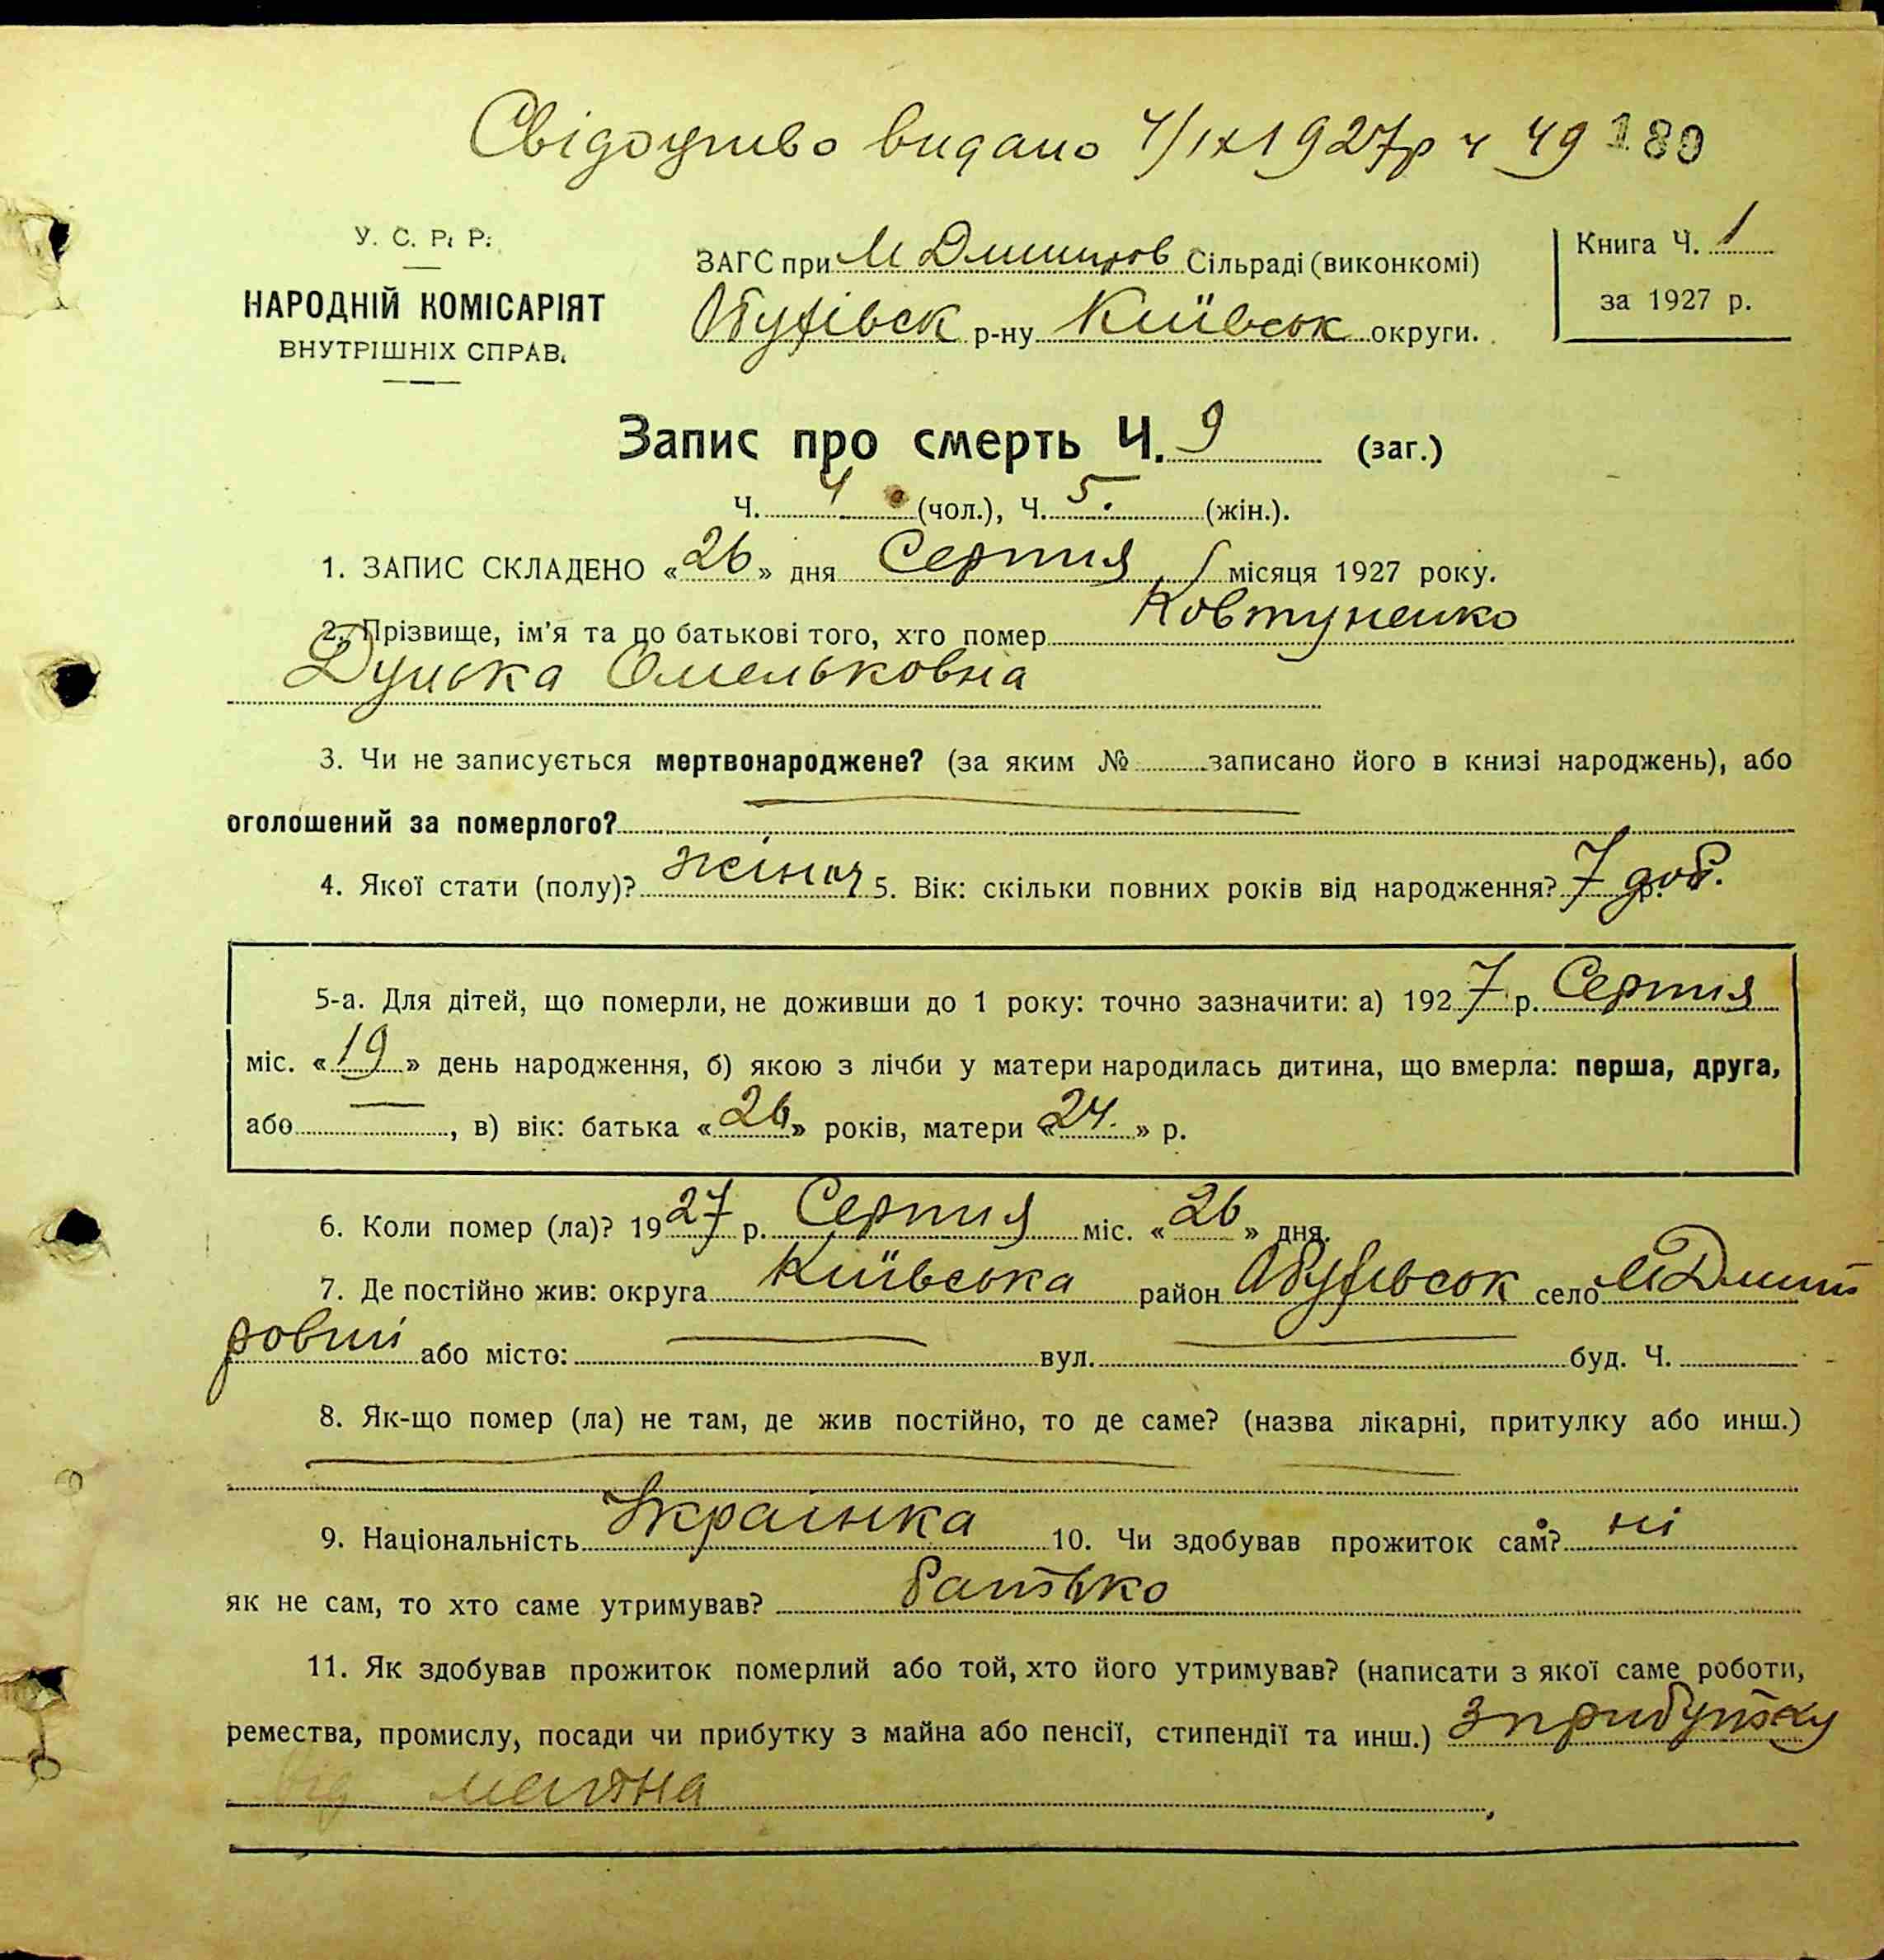 Свідоцтво видано 4/IX 1927р ч 49 180
У. С. Р. Р.
НАРОДНІЙ КОМІСАРІЯТ
ВНУТРІШНІХ СПРАВ.
ЗАГС при М Дмитров Сільраді (виконкомі)
Обухівськ р-ну Київськ округи.
Книга Ч. 1
за 1927 р.
Запис про смерть Ч. 9 (заг.)
Ч. 4 (чол.), Ч. 5. (жін.).
1. ЗАПИС СКЛАДЕНО «26» дня Серпня місяця 1927 року.
2. Прізвище, ім'я та по батькові того, хто помер Ковтуненко
Дунька Омельковна
3. Чи не записується мертвонароджене? (за яким № записано його в книзі народжень), або
оголошений за померлого?
4. Якої стати (полу)? жіноч 5. Вік: скільки повних років від народження? 7 доб. р.
5-а. Для дітей, що померли, не доживши до 1 року: точно зазначити: а) 1927 р. Серпня
міс. «19» день народження, б) якою з лічби у матери народилась дитина, що вмерла: перша, друга,
або —, в) вік: батька «26» років, матери «24.» р.
6. Коли помер (ла)? 1927 р. Серпня міс. «26» дня.
7. Де постійно жив: округа Київська район Обухівськ село М Дмит
ровці або місто: — вул. — буд. Ч. -
8. Як-що помер (ла) не там, де жив постійно, то де саме? (назва лікарні, притулку або инш.)
9. Національність Українка 10. Чи здобував прожиток сам? ні
як не сам, то хто саме утримував? батько
11. Як здобував прожиток померлий або той, хто його утримував? (написати з якої саме роботи,
ремества, промислу, посади чи прибутку з майна або пенсії, стипендії та инш.) з прибутку
від майна